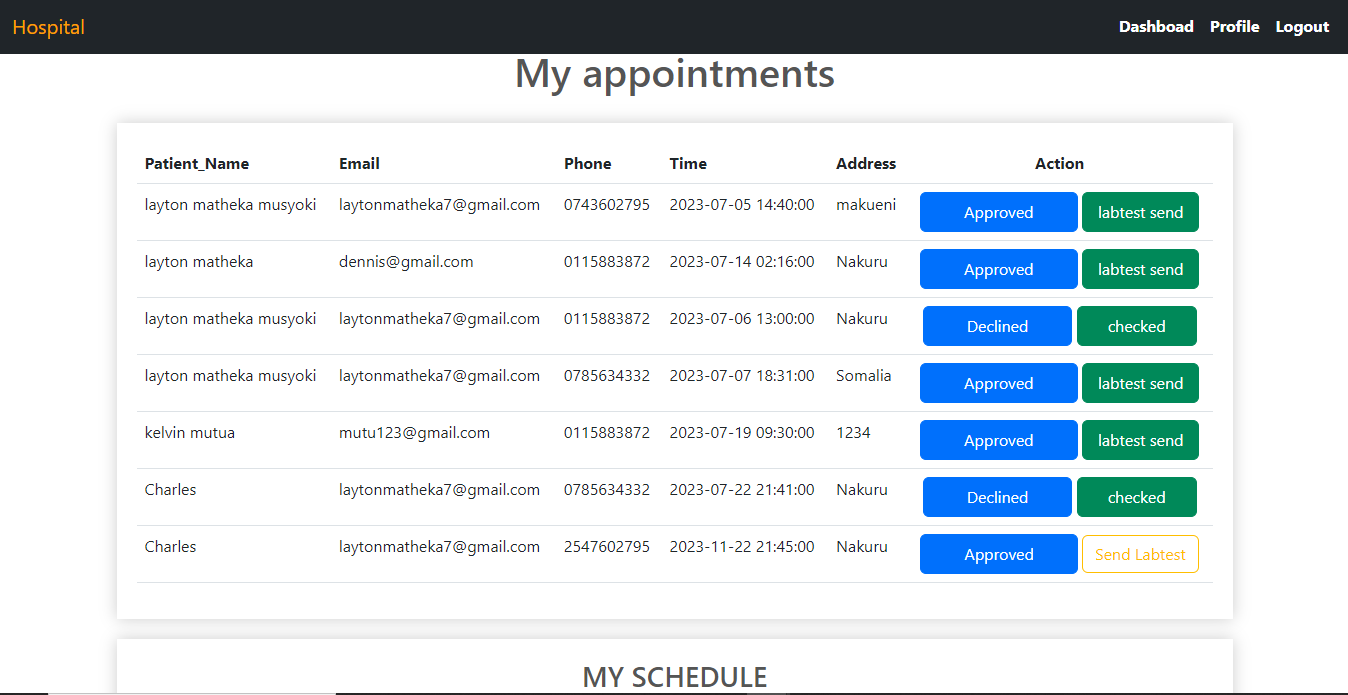 Hospital Dashboad Profile Logout
My appointments
Patient_Name Email Phone Time Address Action
layton matheka musyoki laytonmatheka7@gmail.com 0743602795 2023-07-05 14:40:00 makueni Approved labtest send
layton matheka dennis@gmail.com 0115883872 2023-07-14 02:16:00 Nakuru Approved labtest send
layton matheka musyoki laytonmatheka7@gmail.com 0115883872 2023-07-06 13:00:00 Nakuru Declined checked
layton matheka musyoki laytonmatheka7@gmail.com 0785634332 2023-07-07 18:31:00 Somalia Approved labtest send
kelvin mutua mutu123@gmail.com 0115883872 2023-07-19 09:30:00 1234 Approved labtest send
Charles laytonmatheka7@gmail.com 0785634332 2023-07-22 21:41:00 Nakuru Declined checked
Charles laytonmatheka7@gmail.com 2547602795 2023-11-22 21:45:00 Nakuru Approved Send Labtest
MY SCHEDULE